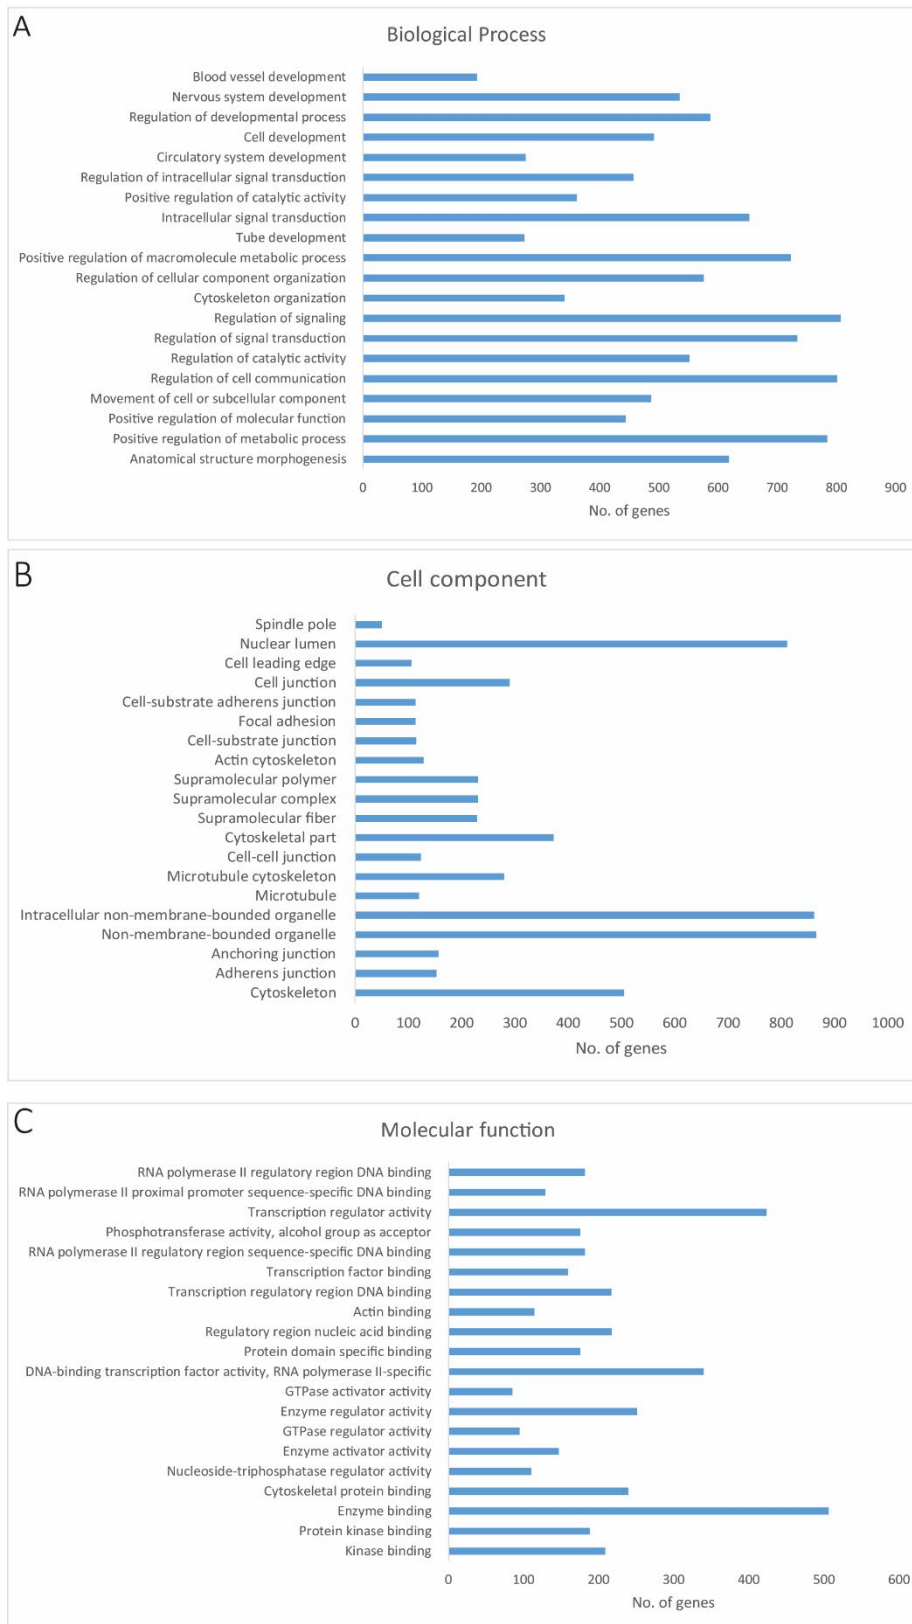 A
Biological Process
Blood vessel development
Nervous system development
Regulation of developmental process
Cell development
Circulatory system development
Regulation of intracellular signal transduction
Positive regulation of catalytic activity
Intracellular signal transduction
Tube development
Positive regulation of macromolecule metabolic process
Regulation of cellular component organization
Cytoskeleton organization
Regulation of signaling
Regulation of signal transduction
Regulation of catalytic activity
Regulation of cell communication
Movement of cell or subcellular component
Positive regulation of molecular function
Positive regulation of metabolic process
Anatomical structure morphogenesis
0 100 200 300 400 500 600 700 800 900
No. of genes
B
Cell component
Spindle pole
Nuclear lumen
Cell leading edge
Cell junction
Cell-substrate adherens junction
Focal adhesion
Cell-substrate junction
Actin cytoskeleton
Supramolecular polymer
Supramolecular complex
Supramolecular fiber
Cytoskeletal part
Cell-cell junction
Microtubule cytoskeleton
Microtubule
Intracellular non-membrane-bounded organelle
Non-membrane-bounded organelle
Anchoring junction
Adherens junction
Cytoskeleton
0 100 200 300 400 500 600 700 800 900 1000
No. of genes
C
Molecular function
RNA polymerase II regulatory region DNA binding
RNA polymerase II proximal promoter sequence-specific DNA binding
Transcription regulator activity
Phosphotransferase activity, alcohol group as acceptor
RNA polymerase II regulatory region sequence-specific DNA binding
Transcription factor binding
Transcription regulatory region DNA binding
Actin binding
Regulatory region nucleic acid binding
Protein domain specific binding
DNA-binding transcription factor activity, RNA polymerase II-specific
GTPase activator activity
Enzyme regulator activity
GTPase regulator activity
Enzyme activator activity
Nucleoside-triphosphatase regulator activity
Cytoskeletal protein binding
Enzyme binding
Protein kinase binding
Kinase binding
0 100 200 300 400 500 600
No. of genes